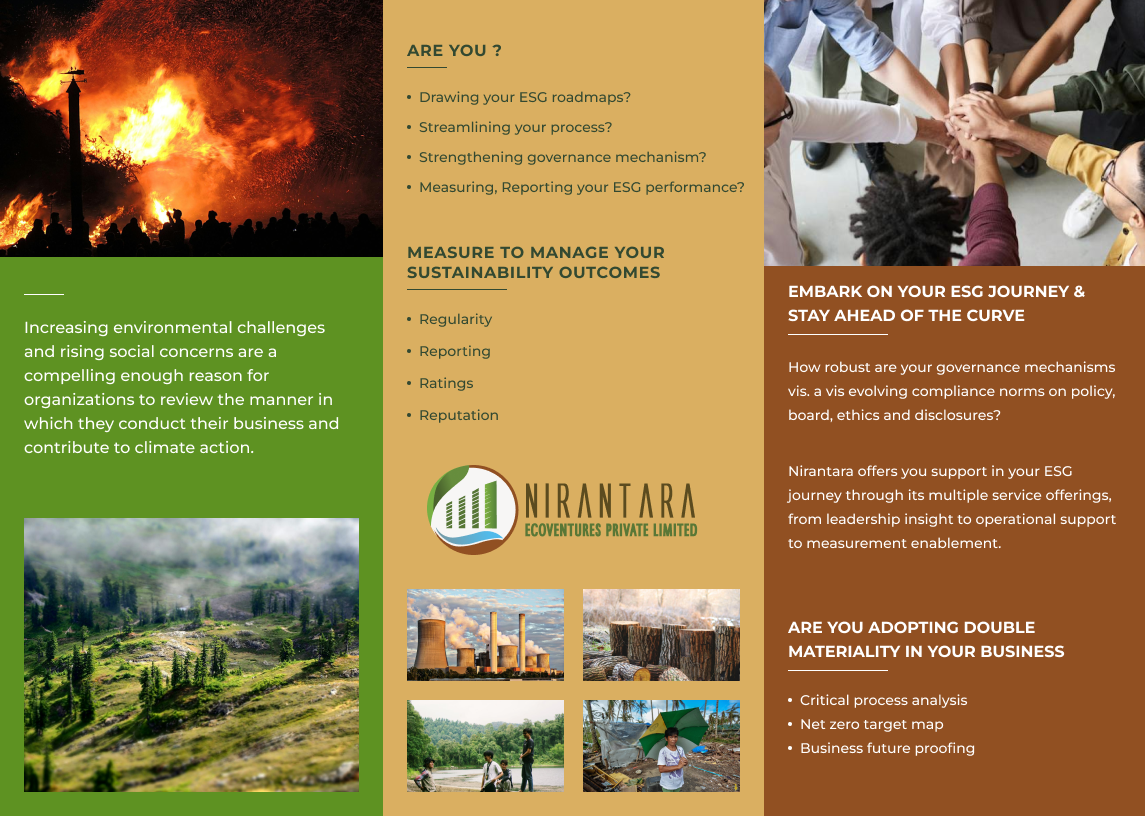 Increasing environmental challenges
and rising social concerns are a
compelling enough reason for
organizations to review the manner in
which they conduct their business and
contribute to climate action.
ARE YOU ?
• Drawing your ESG roadmaps?
• Streamlining your process?
• Strengthening governance mechanism?
• Measuring, Reporting your ESG performance?
MEASURE TO MANAGE YOUR
SUSTAINABILITY OUTCOMES
• Regularity
• Reporting
• Ratings
• Reputation
NIRANTARA
ECOVENTURES PRIVATE LIMITED
EMBARK ON YOUR ESG JOURNEY &
STAY AHEAD OF THE CURVE
How robust are your governance mechanisms
vis. a vis evolving compliance norms on policy,
board, ethics and disclosures?
Nirantara offers you support in your ESG
journey through its multiple service offerings,
from leadership insight to operational support
to measurement enablement.
ARE YOU ADOPTING DOUBLE
MATERIALITY IN YOUR BUSINESS
• Critical process analysis
• Net zero target map
• Business future proofing